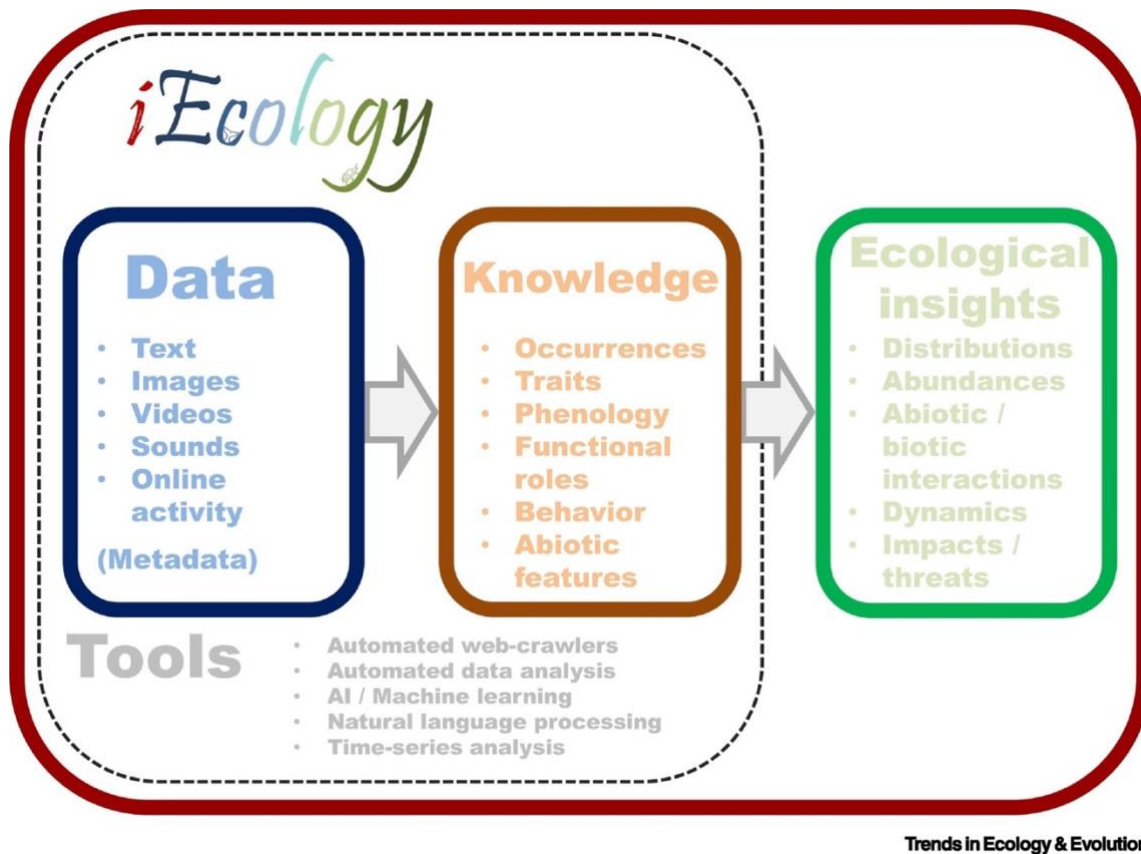 iEcology
Data
• Text
• Images
• Videos
• Sounds
• Online
activity
(Metadata)
Knowledge
• Occurrences
• Traits
• Phenology
• Functional
roles
• Behavior
• Abiotic
features
Ecological
insights
• Distributions
• Abundances
• Abiotic /
biotic
interactions
• Dynamics
• Impacts /
threats
Tools
• Automated web-crawlers
• Automated data analysis
• AI / Machine learning
• Natural language processing
• Time-series analysis
Trends in Ecology & Evolution